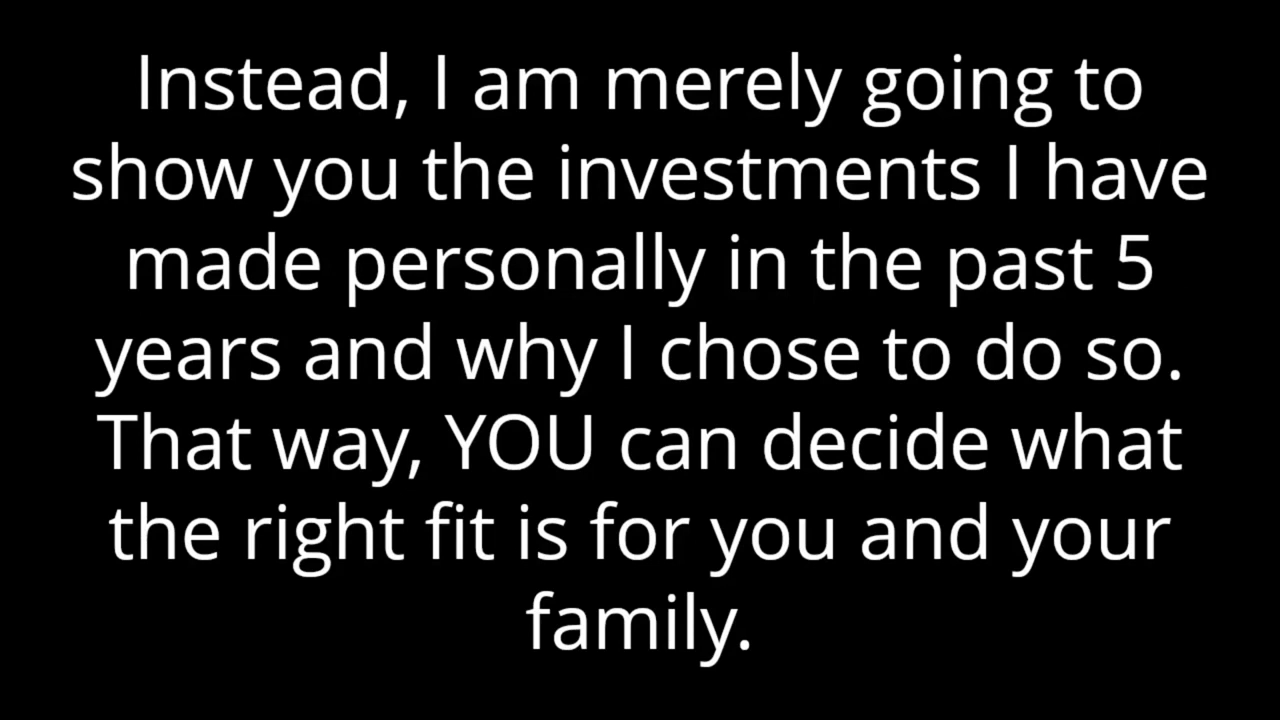 Instead, I am merely going to
show you the investments I have
made personally in the past 5
years and why I chose to do so.
That way, YOU can decide what
the right fit is for you and your
family.